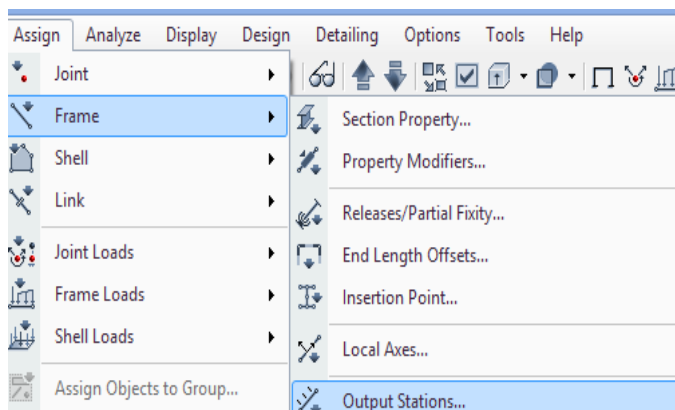 Assign Analyze Display Design Detailing Options Tools Help
Joint
Frame
Shell
Link
Joint Loads
Frame Loads
Shell Loads
Assign Objects to Group...
Section Property...
Property Modifiers...
Releases/Partial Fixity...
End Length Offsets...
Insertion Point...
Local Axes...
Output Stations...